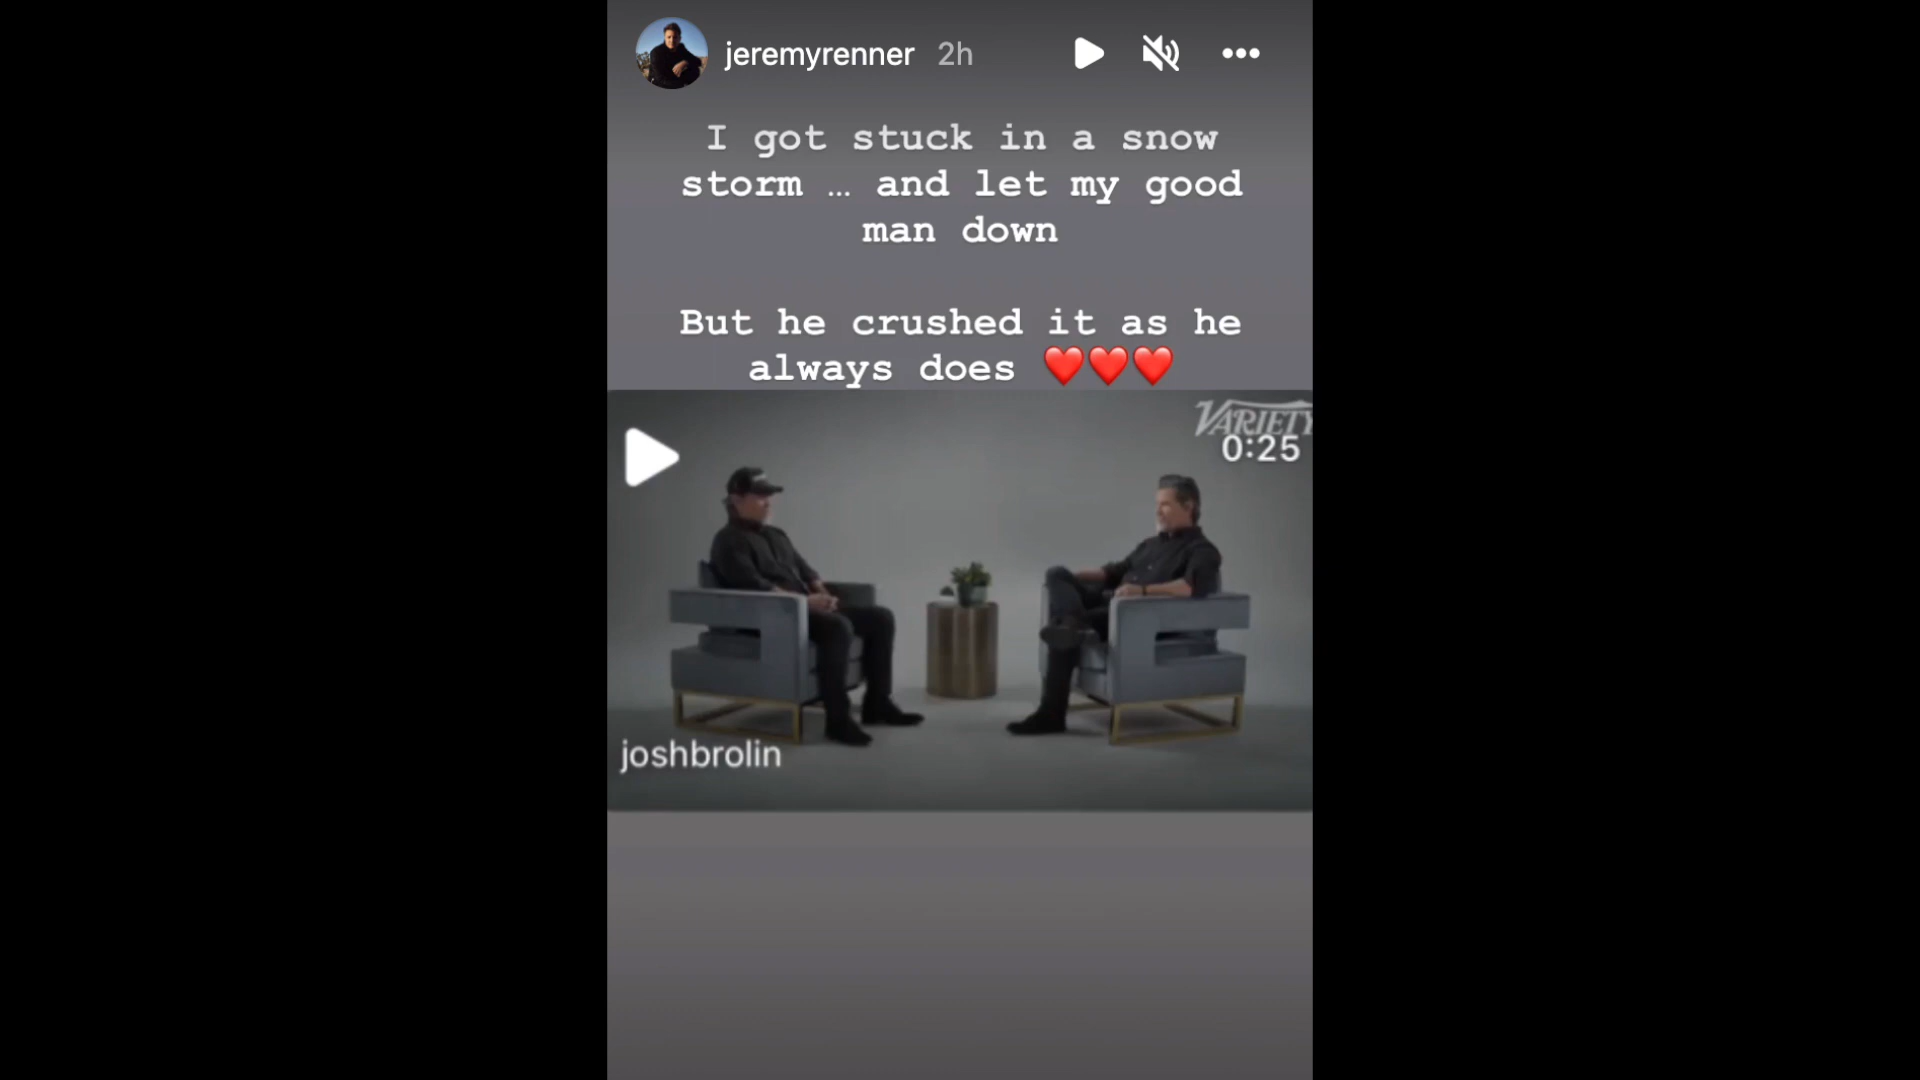 jeremyrenner 2h
I got stuck in a snow
storm … and let my good
man down
But he crushed it as he
always does ❤️❤️❤️
VARIETY
0:25
joshbrolin